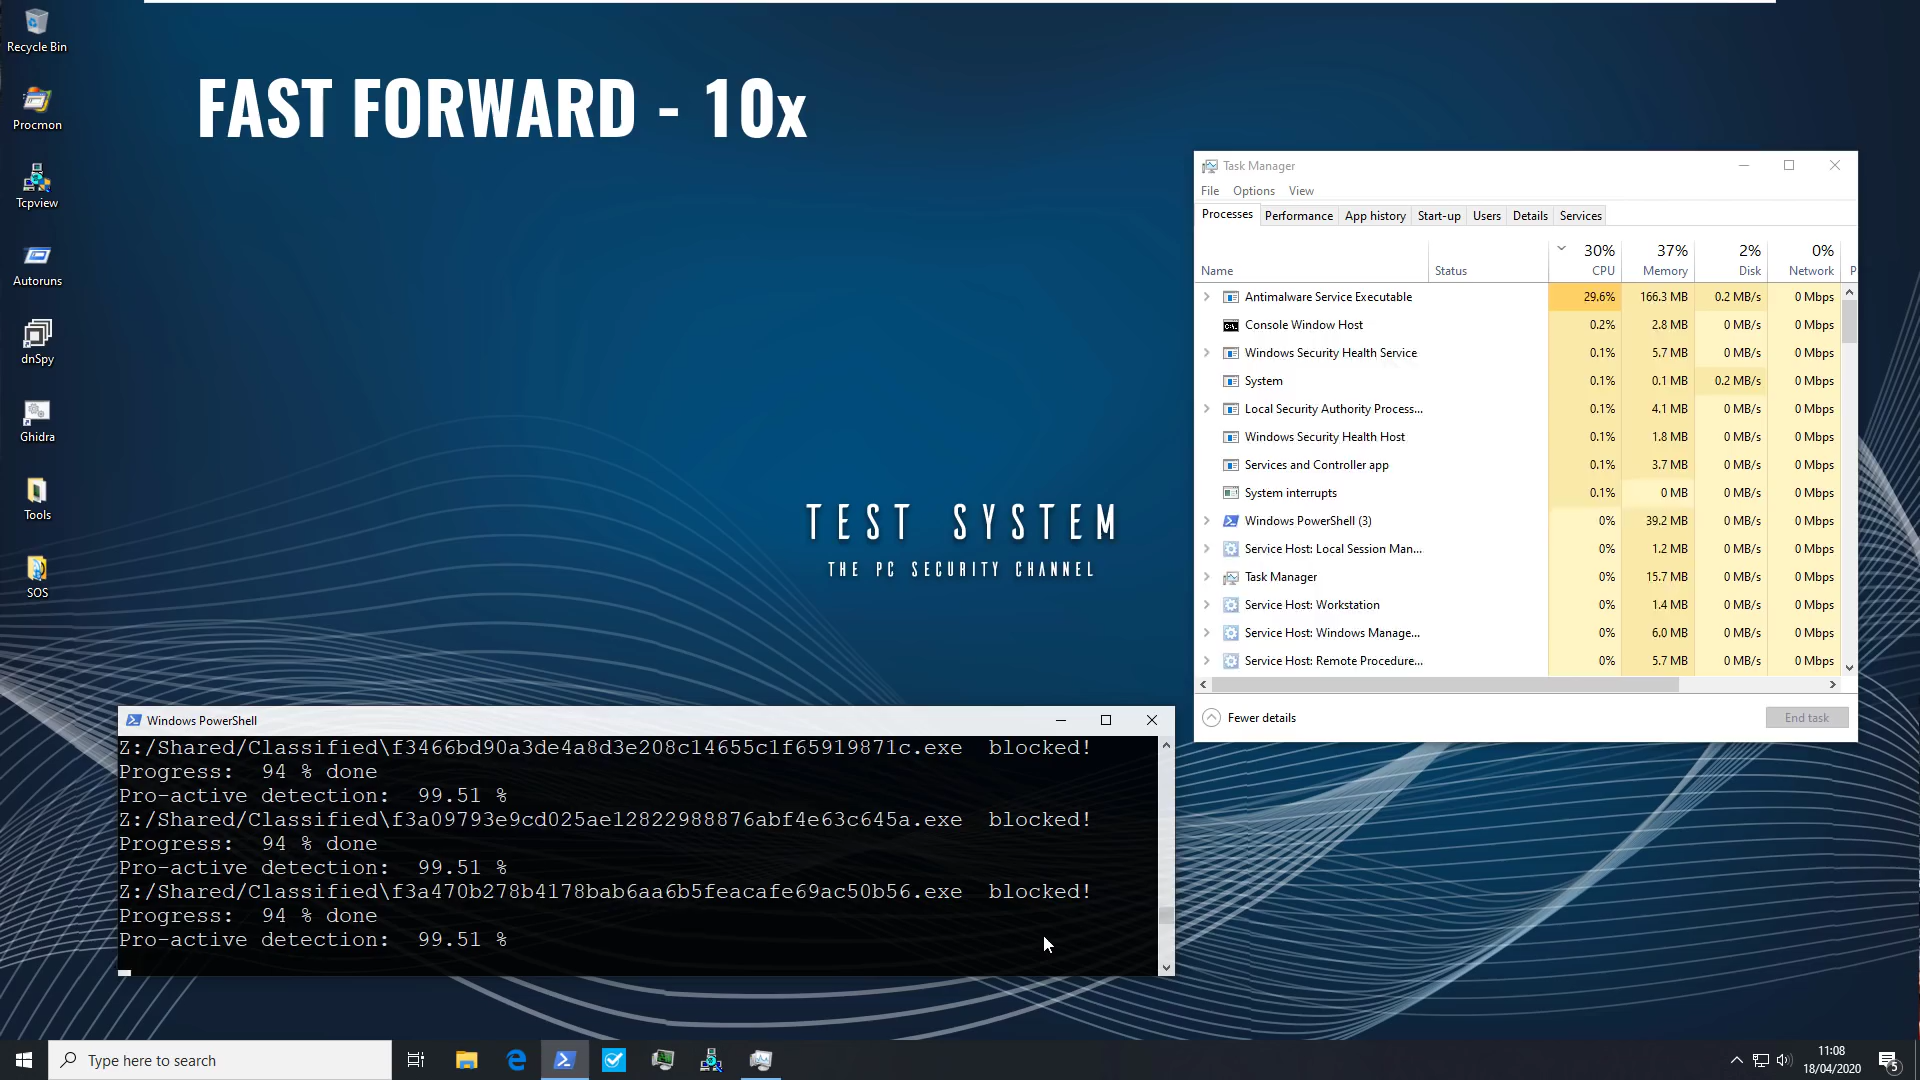 Recycle Bin
Procmon
Tcpview
Autoruns
dnSpy
Ghidra
Tools
SOS
FAST FORWARD - 10x
TEST SYSTEM
THE PC SECURITY CHANNEL
Task Manager
File Options View
Processes Performance App history Start-up Users Details Services
30% 37% 2% 0%
Name Status CPU Memory Disk Network P
Antimalware Service Executable 29.6% 166.3 MB 0.2 MB/s 0 Mbps
Console Window Host 0.2% 2.8 MB 0 MB/s 0 Mbps
Windows Security Health Service 0.1% 5.7 MB 0 MB/s 0 Mbps
System 0.1% 0.1 MB 0.2 MB/s 0 Mbps
Local Security Authority Process... 0.1% 4.1 MB 0 MB/s 0 Mbps
Windows Security Health Host 0.1% 1.8 MB 0 MB/s 0 Mbps
Services and Controller app 0.1% 3.7 MB 0 MB/s 0 Mbps
System interrupts 0.1% 0 MB 0 MB/s 0 Mbps
Windows PowerShell (3) 0% 39.2 MB 0 MB/s 0 Mbps
Service Host: Local Session Man... 0% 1.2 MB 0 MB/s 0 Mbps
Task Manager 0% 15.7 MB 0 MB/s 0 Mbps
Service Host: Workstation 0% 1.4 MB 0 MB/s 0 Mbps
Service Host: Windows Manage... 0% 6.0 MB 0 MB/s 0 Mbps
Service Host: Remote Procedure... 0% 5.7 MB 0 MB/s 0 Mbps
Fewer details End task
Windows PowerShell
Z:/Shared/Classified\f3466bd90a3de4a8d3e208c14655c1f65919871c.exe blocked!
Progress: 94 % done
Pro-active detection: 99.51 %
Z:/Shared/Classified\f3a09793e9cd025ae12822988876abf4e63c645a.exe blocked!
Progress: 94 % done
Pro-active detection: 99.51 %
Z:/Shared/Classified\f3a470b278b4178bab6aa6b5feacafe69ac50b56.exe blocked!
Progress: 94 % done
Pro-active detection: 99.51 %
Type here to search
11:08
18/04/2020
5